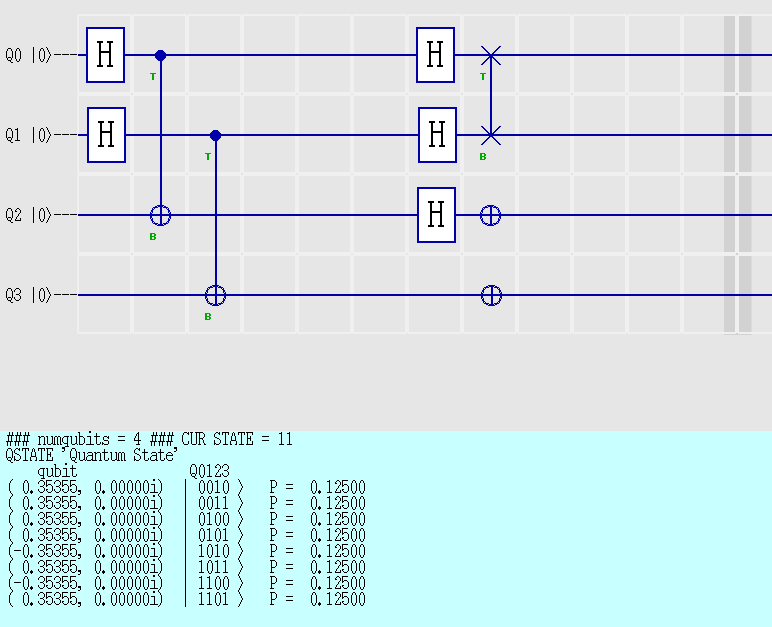 Q0 |0⟩---
H
H
T
T
Q1 |0⟩---
H
H
T
B
Q2 |0⟩---
H
B
Q3 |0⟩---
B
### numqubits = 4 ###,CUR STATE = 11
QSTATE 'Quantum State'
qubit Q0123
( 0.35355, 0.00000i) | 0010 ⟩ P = 0.12500
( 0.35355, 0.00000i) | 0011 ⟩ P = 0.12500
( 0.35355, 0.00000i) | 0100 ⟩ P = 0.12500
( 0.35355, 0.00000i) | 0101 ⟩ P = 0.12500
(-0.35355, 0.00000i) | 1010 ⟩ P = 0.12500
( 0.35355, 0.00000i) | 1011 ⟩ P = 0.12500
(-0.35355, 0.00000i) | 1100 ⟩ P = 0.12500
( 0.35355, 0.00000i) | 1101 ⟩ P = 0.12500